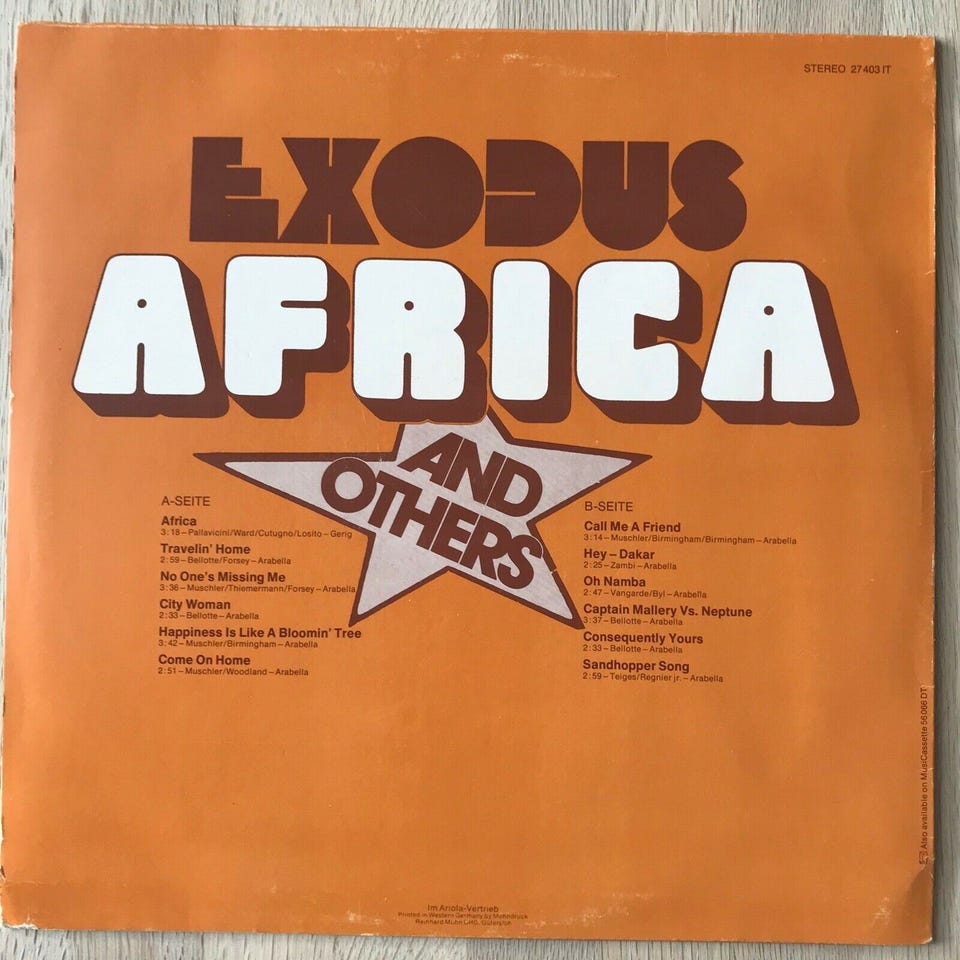 STEREO 27403 IT
EXODUS
AFRICA
AND
OTHERS
A-SEITE
Africa
3:18 – Pallavicini/Ward/Cutugno/Losito – Gerig
Travelin' Home
2:59 – Bellotte/Forsey – Arabella
No One's Missing Me
3:36 – Muschler/Thiemermann/Forsey – Arabella
City Woman
2:33 – Bellotte – Arabella
Happiness Is Like A Bloomin' Tree
3:42 – Muschler/Birmingham – Arabella
Come On Home
2:51 – Muschler/Woodland – Arabella
B-SEITE
Call Me A Friend
3:14 – Muschler/Birmingham/Birmingham – Arabella
Hey – Dakar
2:25 – Zambi – Arabella
Oh Namba
2:47 – Vangarde/Byl – Arabella
Captain Mallery Vs. Neptune
3:37 – Bellotte – Arabella
Consequently Yours
2:33 – Bellotte – Arabella
Sandhopper Song
2:59 – Teiges/Regnier jr. – Arabella
Also available on MusiCassette 56 066 DT
Im Ariola-Vertrieb
Printed in Western Germany by Mohndruck
Reinhard Mohn OHG, Gütersloh